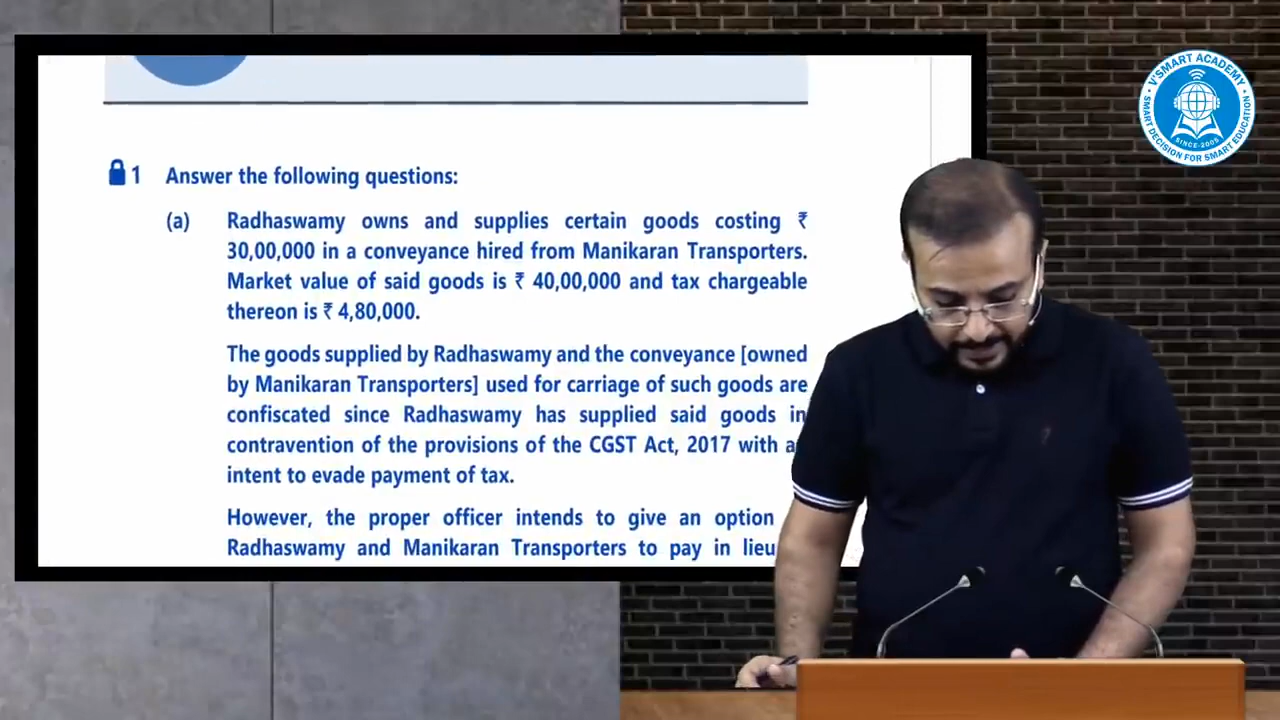 1 Answer the following questions:
(a) Radhaswamy owns and supplies certain goods costing ₹
30,00,000 in a conveyance hired from Manikaran Transporters.
Market value of said goods is ₹ 40,00,000 and tax chargeable
thereon is ₹ 4,80,000.
The goods supplied by Radhaswamy and the conveyance [owned
by Manikaran Transporters] used for carriage of such goods are
confiscated since Radhaswamy has supplied said goods in
contravention of the provisions of the CGST Act, 2017 with a
intent to evade payment of tax.
However, the proper officer intends to give an option
Radhaswamy and Manikaran Transporters to pay in lieu
V'SMART ACADEMY
SMART DECISION FOR SMART EDUCATION
SINCE-2005